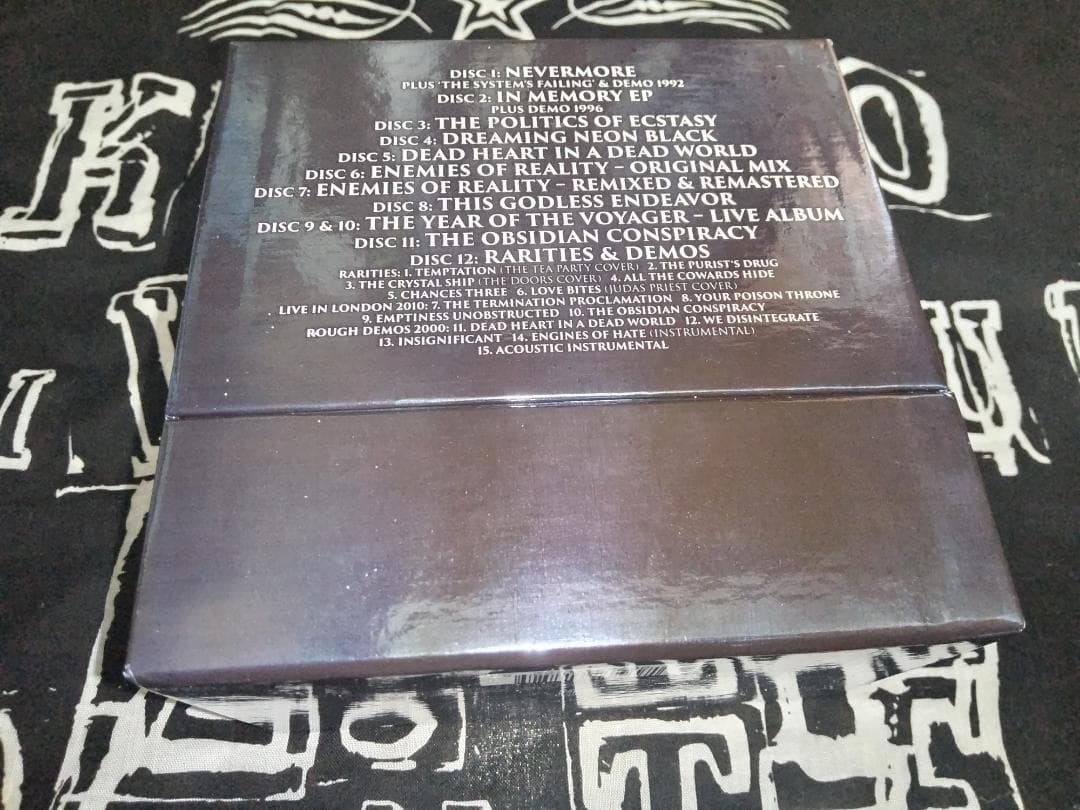 DISC 1: NEVERMORE
PLUS 'THE SYSTEM'S FAILING' & DEMO 1992
DISC 2: IN MEMORY EP
PLUS DEMO 1996
DISC 3: THE POLITICS OF ECSTASY
DISC 4: DREAMING NEON BLACK
DISC 5: DEAD HEART IN A DEAD WORLD
DISC 6: ENEMIES OF REALITY – ORIGINAL MIX
DISC 7: ENEMIES OF REALITY – REMIXED & REMASTERED
DISC 8: THIS GODLESS ENDEAVOR
DISC 9 & 10: THE YEAR OF THE VOYAGER – LIVE ALBUM
DISC 11: THE OBSIDIAN CONSPIRACY
DISC 12: RARITIES & DEMOS
RARITIES: 1. TEMPTATION (THE TEA PARTY COVER) 2. THE PURIST'S DRUG
3. THE CRYSTAL SHIP (THE DOORS COVER) 4. ALL THE COWARDS HIDE
5. CHANCES THREE 6. LOVE BITES (JUDAS PRIEST COVER)
LIVE IN LONDON 2010: 7. THE TERMINATION PROCLAMATION 8. YOUR POISON THRONE
9. EMPTINESS UNOBSTRUCTED 10. THE OBSIDIAN CONSPIRACY
ROUGH DEMOS 2000: 11. DEAD HEART IN A DEAD WORLD 12. WE DISINTEGRATE
13. INSIGNIFICANT 14. ENGINES OF HATE (INSTRUMENTAL)
15. ACOUSTIC INSTRUMENTAL